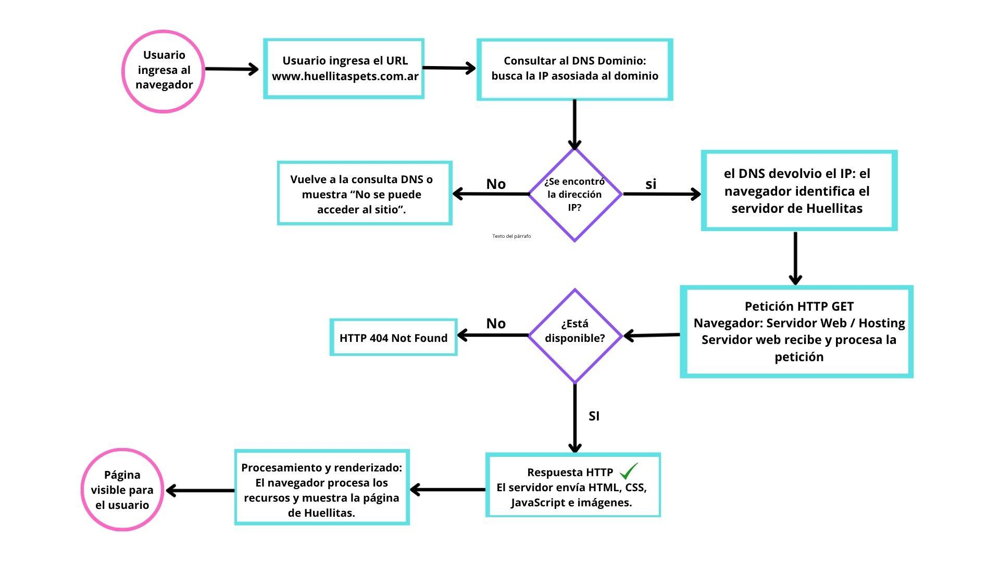 Usuario
ingresa al
navegador
Usuario ingresa el URL
www.huellitaspets.com.ar
Consultar al DNS Dominio:
busca la IP asosiada al dominio
Vuelve a la consulta DNS o
muestra “No se puede
acceder al sitio”.
No
¿Se encontró
la dirección
IP?
si
el DNS devolvio el IP: el
navegador identifica el
servidor de Huellitas
Texto del párrafo
HTTP 404 Not Found
No
¿Está
disponible?
Petición HTTP GET
Navegador: Servidor Web / Hosting
Servidor web recibe y procesa la
petición
SI
Página
visible para
el usuario
Procesamiento y renderizado:
El navegador procesa los
recursos y muestra la página
de Huellitas.
Respuesta HTTP
El servidor envía HTML, CSS,
JavaScript e imágenes.